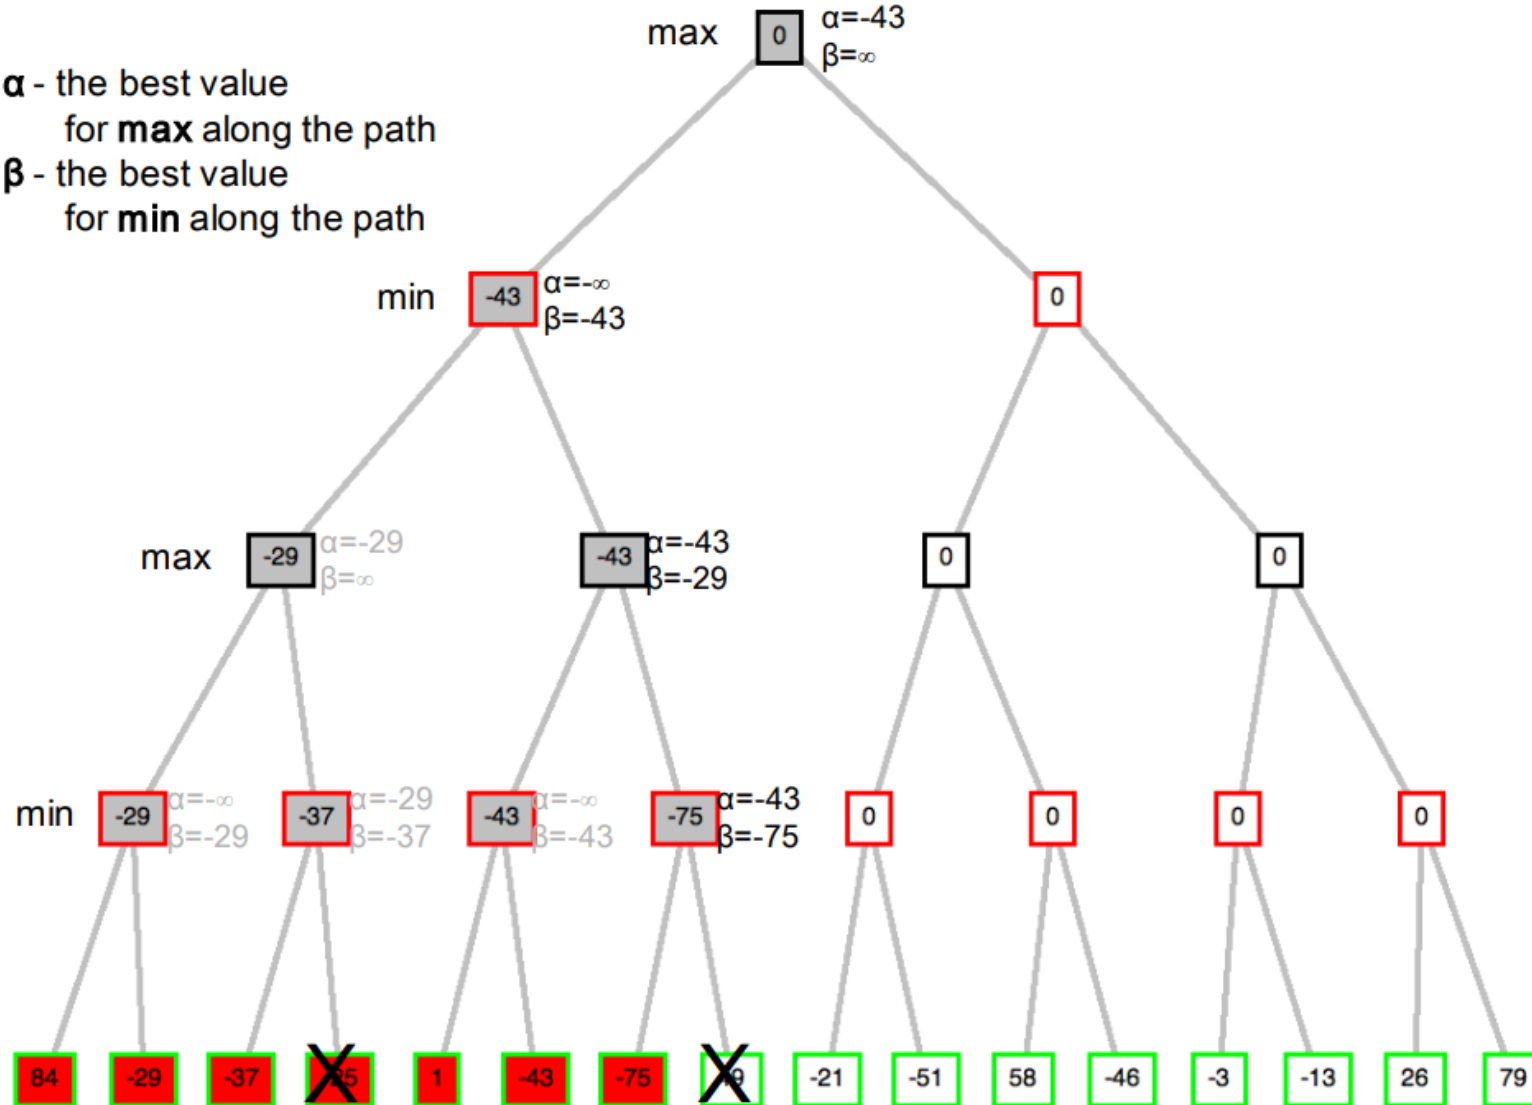 max
0
α=-43
β=∞
α - the best value
for max along the path
β - the best value
for min along the path
min
-43
α=-∞
β=-43
0
max
-29
α=-29
β=∞
-43
α=-43
β=-29
0
0
min
-29
α=-∞
β=-29
-37
α=-29
β=-37
-43
α=-∞
β=-43
-75
α=-43
β=-75
0
0
0
0
84
-29
-37
1
-43
-75
-21
-51
58
-46
-3
-13
26
79